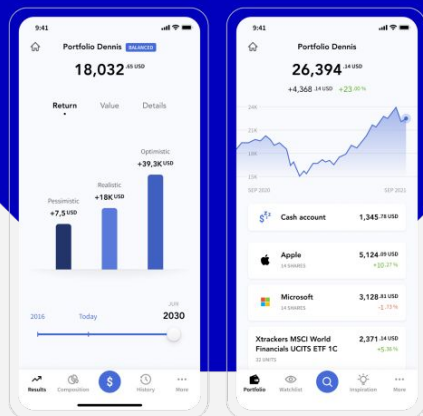 9:41
Portfolio Dennis BALANCED
18,032 .65 USD
Return Value Details
Optimistic
+39,3K USD
Realistic
+18K USD
Pessimistic
+7,5 USD
JUNI
2016 Today 2030
$
Results Composition History More
9:41
Portfolio Dennis
26,394 .14 USD
+4,368 .14 USD +23.00 %
24K
21K
18K
15K
SEP 2020 SEP 2021
Cash account 1,345.78 USD
Apple 5,124.09 USD
14 SHARES +10.27 %
Microsoft 3,128.81 USD
14 SHARES -1.73 %
Xtrackers MSCI World 2,371.14 USD
Financials UCITS ETF 1C +5.36 %
22 UNITS
Portfolio Watchlist Inspiration More